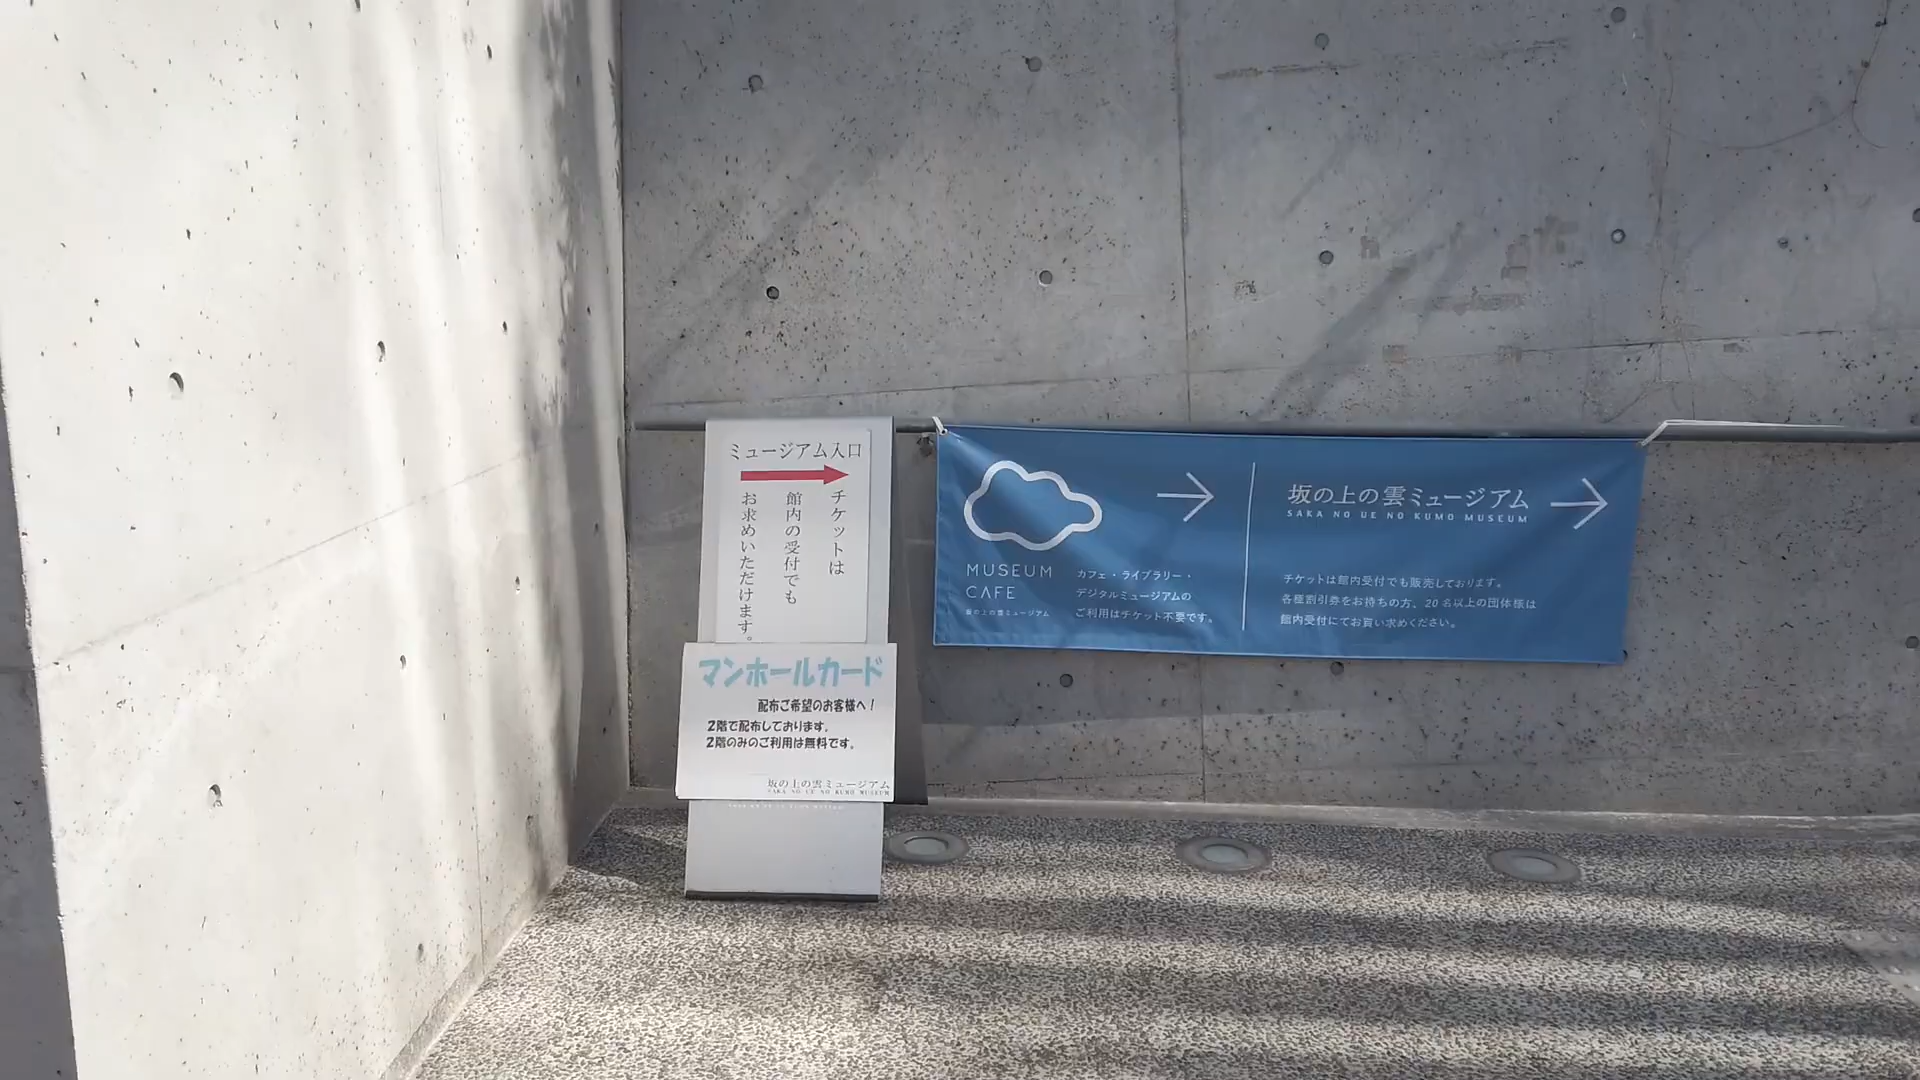 ミュージアム入口
チケットは
館内の受付でも
お求めいただけます。
マンホールカード
配布ご希望のお客様へ!
2階で配布しております。
2階のみのご利用は無料です。
坂の上の雲ミュージアム
SAKA NO UE NO KUMO MUSEUM
MUSEUM
CAFE
坂の上の雲ミュージアム
カフェ・ライブラリー・
デジタルミュージアムの
ご利用はチケット不要です。
坂の上の雲ミュージアム
SAKA NO UE NO KUMO MUSEUM
チケットは館内受付でも販売しております。
各種割引券をお持ちの方、20名以上の団体様は
館内受付にてお買い求めください。